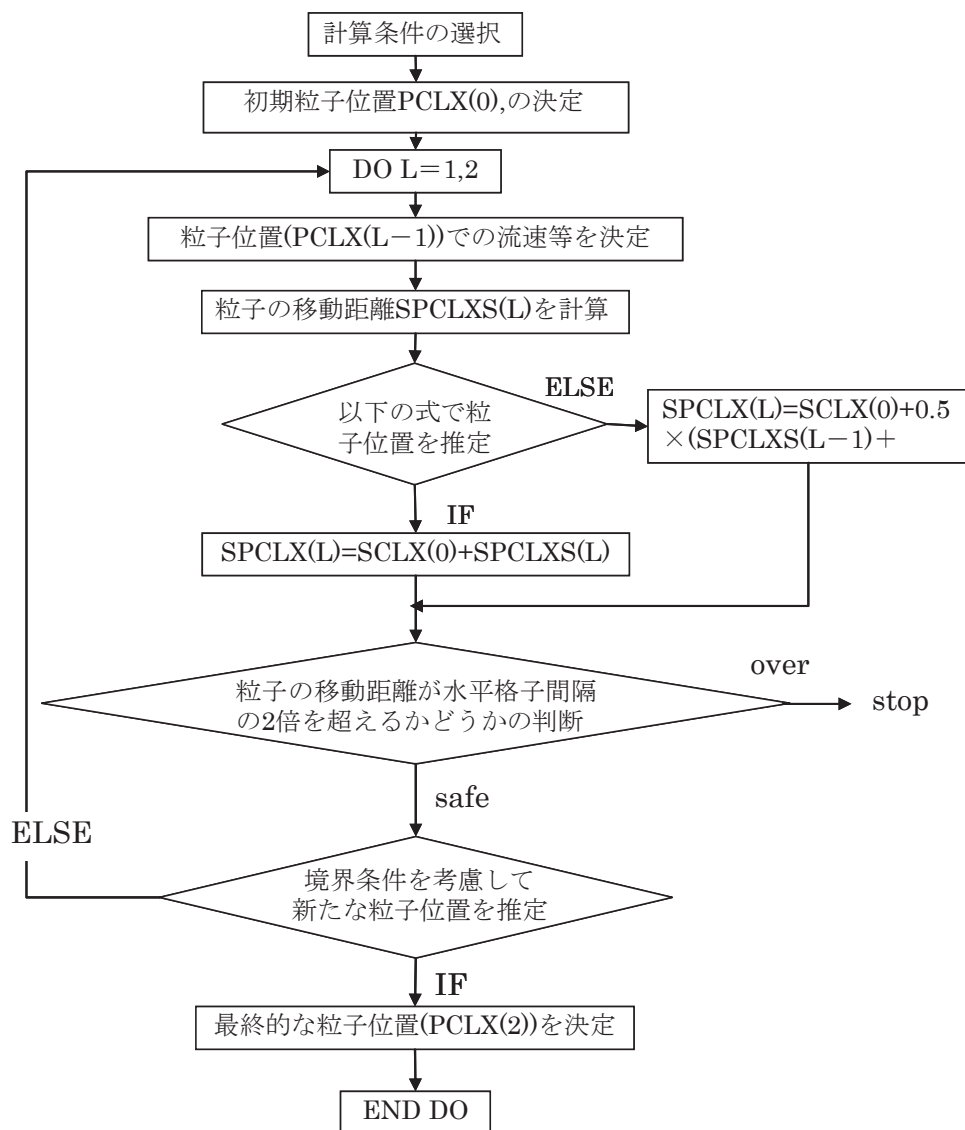 計算条件の選択
初期粒子位置PCLX(0),の決定
DO L＝1,2
粒子位置(PCLX(L－1))での流速等を決定
粒子の移動距離SPCLXS(L)を計算
以下の式で粒
子位置を推定
ELSE
SPCLX(L)=SCLX(0)+0.5
×(SPCLXS(L－1)＋
IF
SPCLX(L)=SCLX(0)+SPCLXS(L)
粒子の移動距離が水平格子間隔
の2倍を超えるかどうかの判断
over
stop
safe
ELSE
境界条件を考慮して
新たな粒子位置を推定
IF
最終的な粒子位置(PCLX(2))を決定
END DO